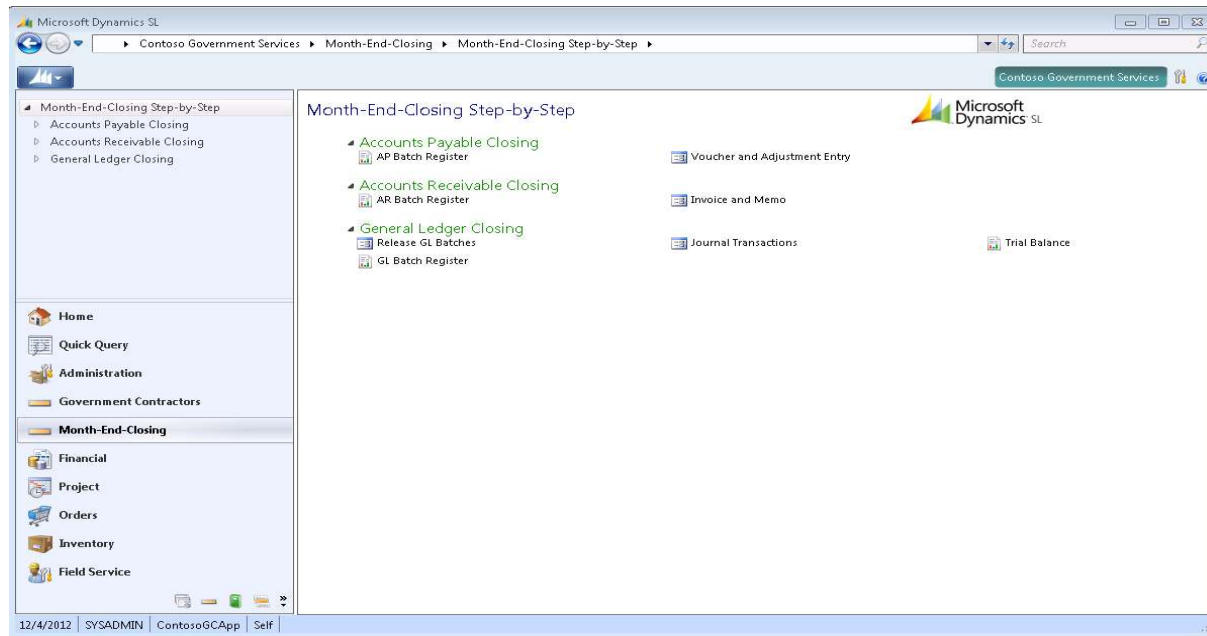 Microsoft Dynamics SL
Contoso Government Services Month-End-Closing Month-End-Closing Step-by-Step Search
Contoso Government Services
Month-End-Closing Step-by-Step
Accounts Payable Closing
Accounts Receivable Closing
General Ledger Closing
Home
Quick Query
Administration
Government Contractors
Month-End-Closing
Financial
Project
Orders
Inventory
Field Service
Month-End-Closing Step-by-Step
Microsoft
Dynamics SL
Accounts Payable Closing
AP Batch Register Voucher and Adjustment Entry
Accounts Receivable Closing
AR Batch Register Invoice and Memo
General Ledger Closing
Release GL Batches Journal Transactions Trial Balance
GL Batch Register
12/4/2012 SYSADMIN ContosoGCApp Self